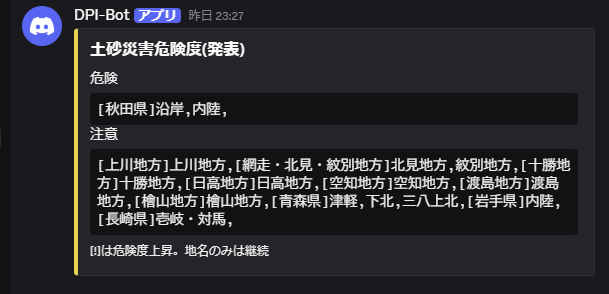 DPI-Bot アプリ 昨日 23:27
土砂災害危険度(発表)
危険
[秋田県]沿岸,内陸,
注意
[上川地方]上川地方,[網走・北見・紋別地方]北見地方,紋別地方,[十勝地
方]十勝地方,[日高地方]日高地方,[空知地方]空知地方,[渡島地方]渡島
地方,[檜山地方]檜山地方,[青森県]津軽,下北,三八上北,[岩手県]内陸,
[長崎県]壱岐・対馬,
[!]は危険度上昇。地名のみは継続